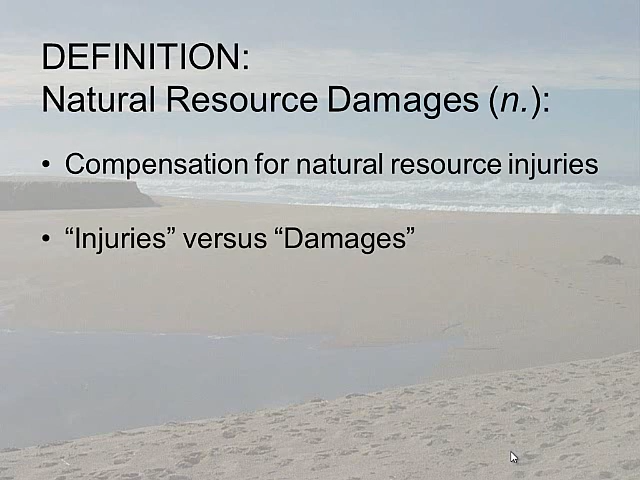 DEFINITION:
Natural Resource Damages (n.):
• Compensation for natural resource injuries
• “Injuries” versus “Damages”